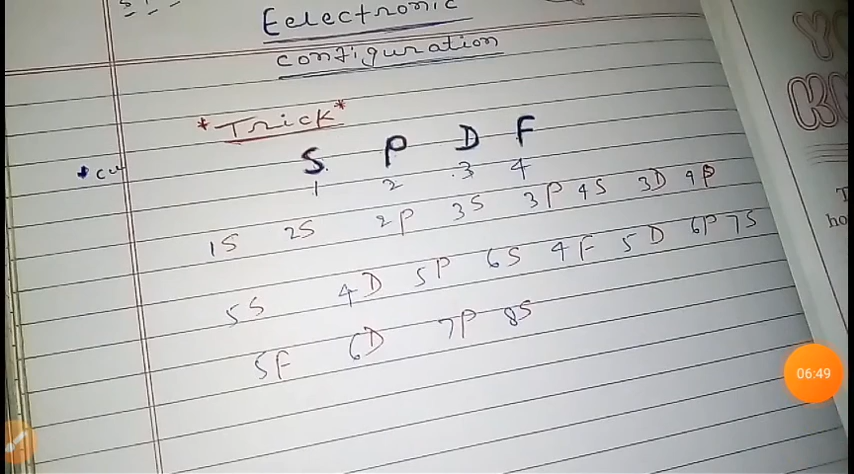 Eelectronic
configuration
*Trick*
S P D F
1 2 3 4
* Cu
1S 2S 2P 3S 3P 4S 3D 4P
5S 4D 5P 6S 4F 5D 6P 7S
5F 6D 7P 8S
06:49